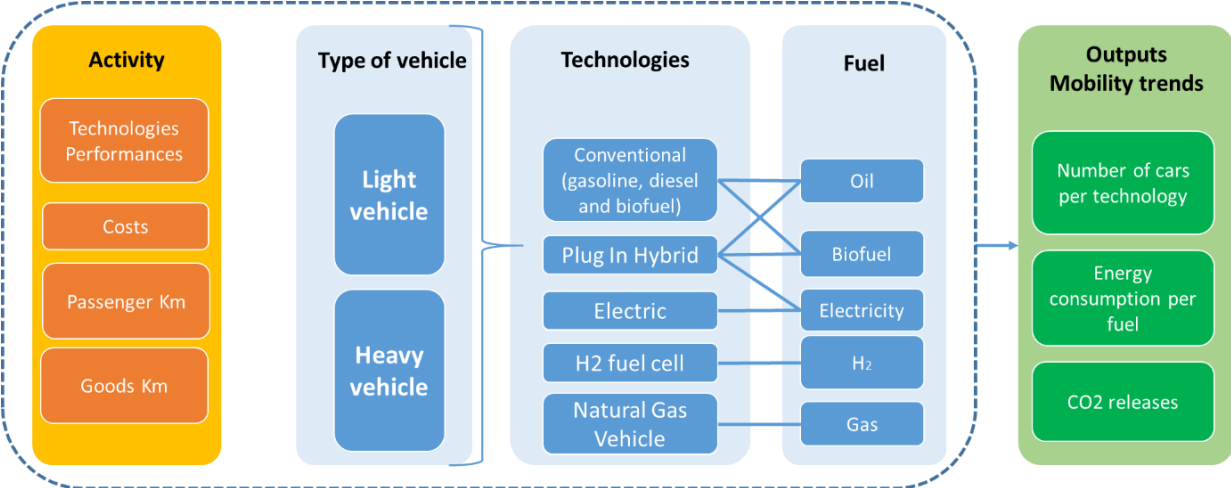 Activity
Technologies
Performances
Costs
Passenger Km
Goods Km
Type of vehicle
Light
vehicle
Heavy
vehicle
Technologies
Conventional
(gasoline, diesel
and biofuel)
Plug In Hybrid
Electric
H2 fuel cell
Natural Gas
Vehicle
Fuel
Oil
Biofuel
Electricity
H₂
Gas
Outputs
Mobility trends
Number of cars
per technology
Energy
consumption per
fuel
CO2 releases